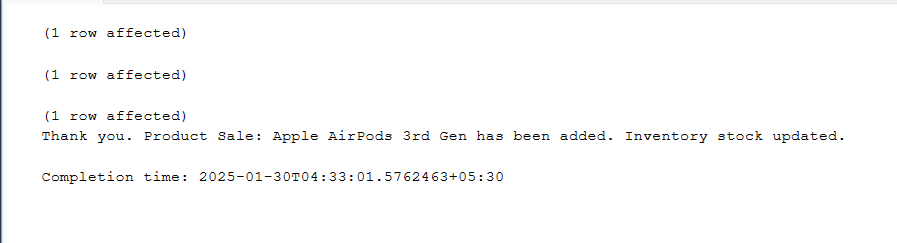 (1 row affected)
(1 row affected)
(1 row affected)
Thank you. Product Sale: Apple AirPods 3rd Gen has been added. Inventory stock updated.
Completion time: 2025-01-30T04:33:01.5762463+05:30